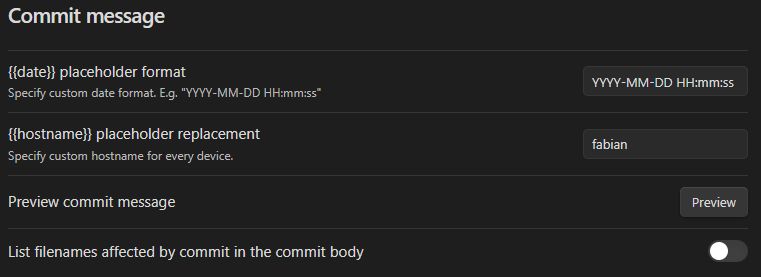 Commit message
{{date}} placeholder format
Specify custom date format. E.g. "YYYY-MM-DD HH:mm:ss"
YYYY-MM-DD HH:mm:ss
{{hostname}} placeholder replacement
Specify custom hostname for every device.
fabian
Preview commit message
Preview
List filenames affected by commit in the commit body